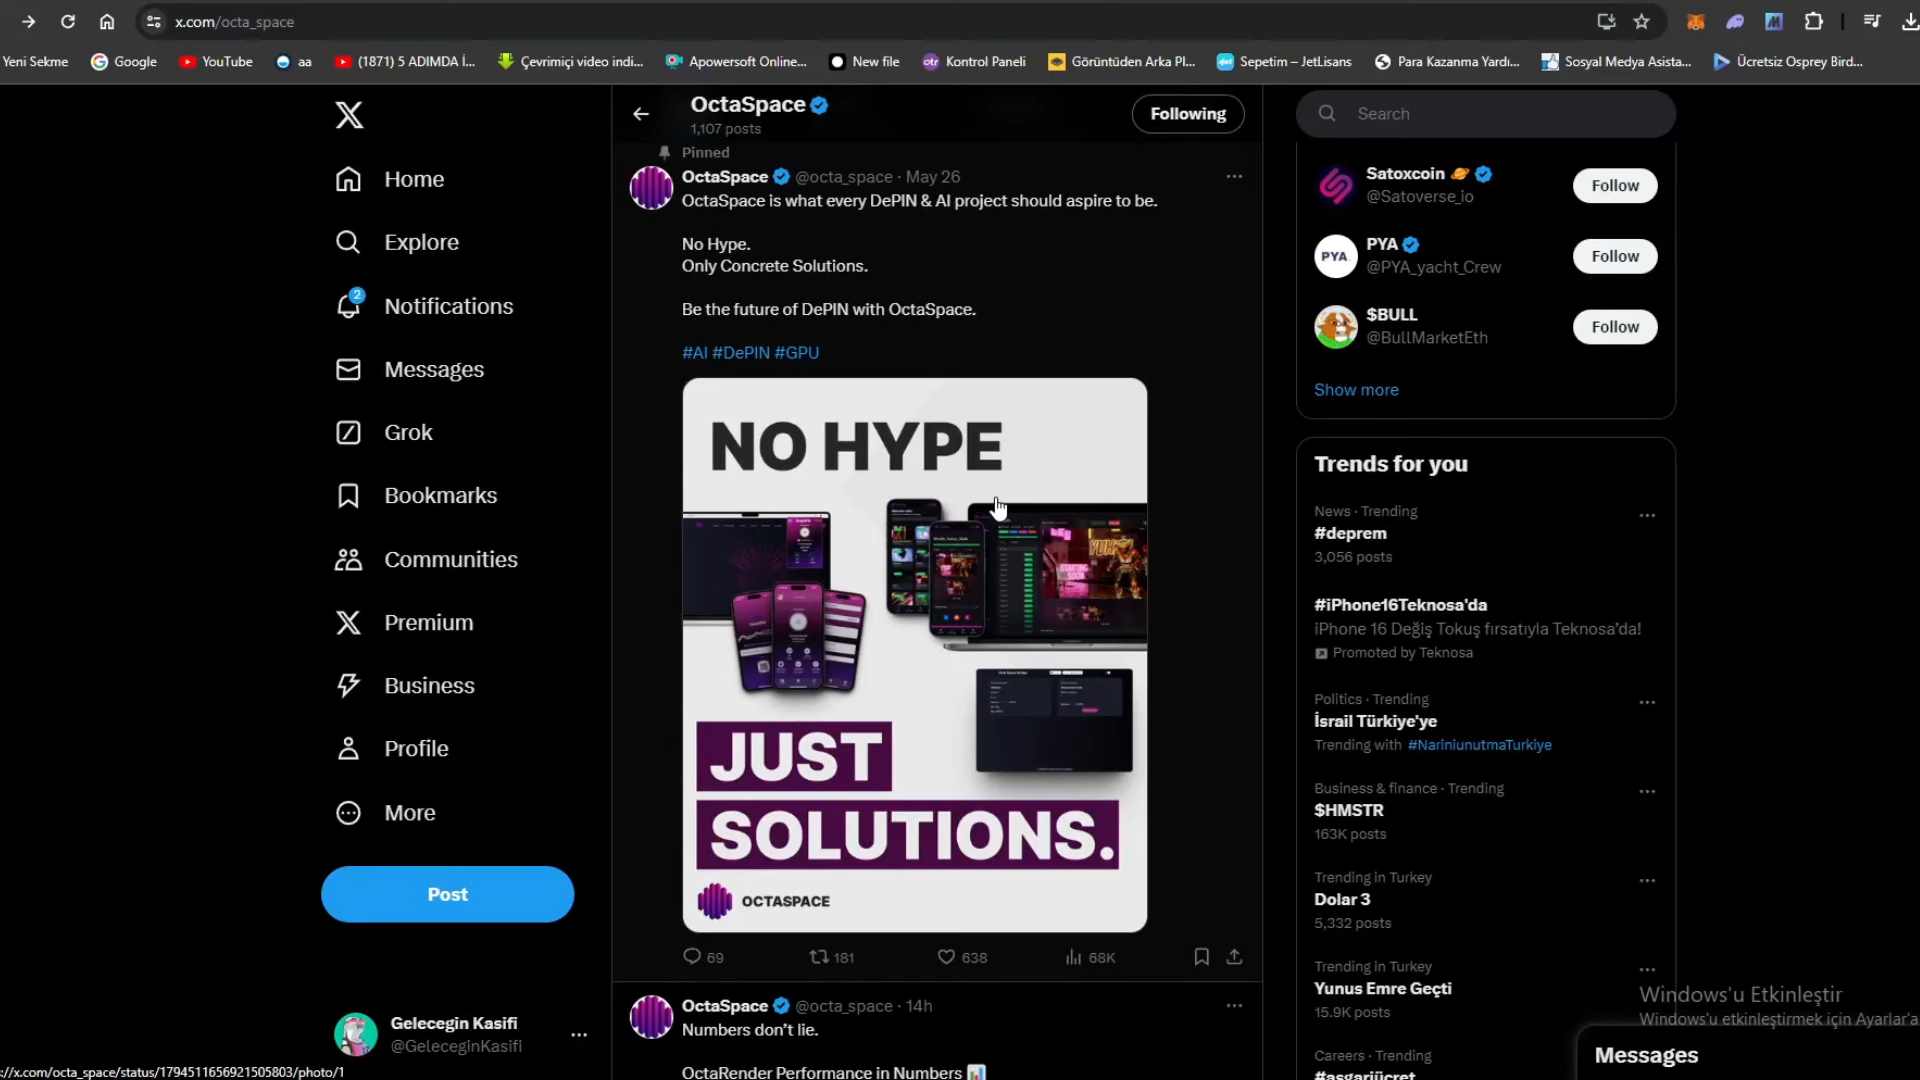 x.com/octa_space
Yeni Sekme
Google
YouTube
aa
(1871) 5 ADIMDA İ...
Çevrimiçi video indi...
Apowersoft Online...
New file
Kontrol Paneli
Görüntüden Arka Pl...
Sepetim – JetLisans
Para Kazanma Yardı...
Sosyal Medya Asista...
Ücretsiz Osprey Bird...
Home
Explore
2
Notifications
Messages
Grok
Bookmarks
Communities
Premium
Business
Profile
More
Post
Gelecegin Kasifi
@GeleceginKasifi
OctaSpace
1,107 posts
Following
Pinned
OctaSpace @octa_space · May 26
OctaSpace is what every DePIN & AI project should aspire to be.
No Hype.
Only Concrete Solutions.
Be the future of DePIN with OctaSpace.
#AI #DePIN #GPU
NO HYPE
JUST
SOLUTIONS.
OCTASPACE
69
181
638
68K
OctaSpace @octa_space · 14h
Numbers don't lie.
OctaRender Performance in Numbers
Search
Satoxcoin
@Satoverse_io
Follow
PYA
PYA
@PYA_yacht_Crew
Follow
$BULL
@BullMarketEth
Follow
Show more
Trends for you
News · Trending
#deprem
3,056 posts
#iPhone16Teknosa'da
iPhone 16 Değiş Tokuş fırsatıyla Teknosa'da!
Promoted by Teknosa
Politics · Trending
İsrail Türkiye'ye
Trending with #NariniunutmaTurkiye
Business & finance · Trending
$HMSTR
163K posts
Trending in Turkey
Dolar 3
5,332 posts
Trending in Turkey
Yunus Emre Geçti
15.9K posts
Careers · Trending
#asgariücret
Windows'u Etkinleştir
Windows'u etkinleştirmek için Ayarlar'a
Messages
://x.com/octa_space/status/1794511656921505803/photo/1